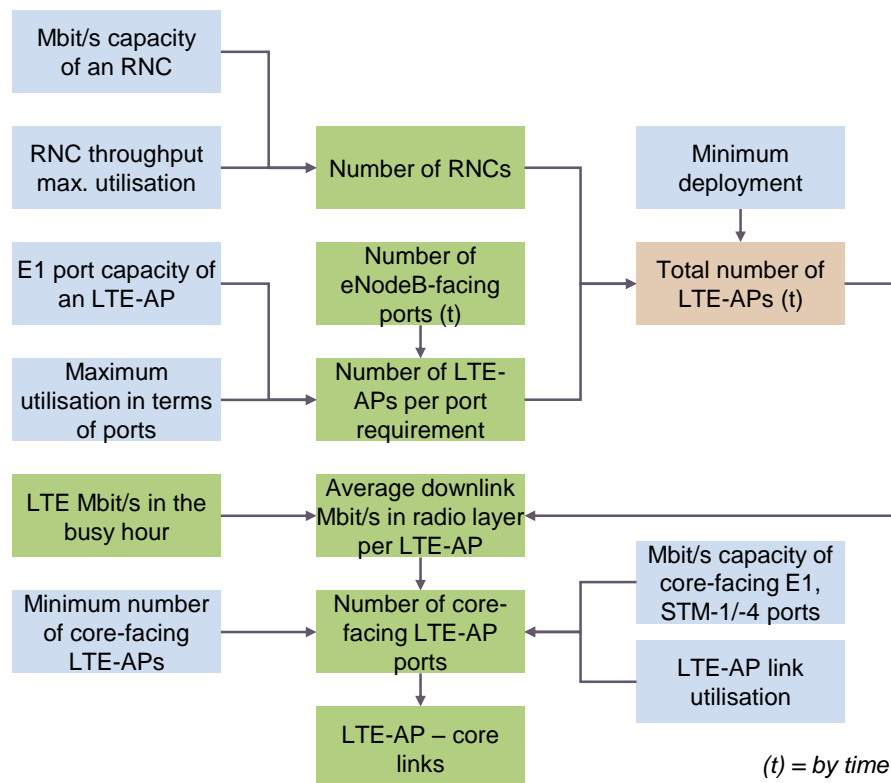 Mbit/s capacity
of an RNC
RNC throughput
max. utilisation
Number of RNCs
Minimum
deployment
E1 port capacity of
an LTE-AP
Number of
eNodeB-facing
ports (t)
Total number of
LTE-APs (t)
Maximum
utilisation in terms
of ports
Number of LTE-
APs per port
requirement
LTE Mbit/s in the
busy hour
Average downlink
Mbit/s in radio layer
per LTE-AP
Mbit/s capacity of
core-facing E1,
STM-1/-4 ports
Minimum number
of core-facing
LTE-APs
Number of core-
facing LTE-AP
ports
LTE-AP link
utilisation
LTE-AP – core
links
(t) = by time